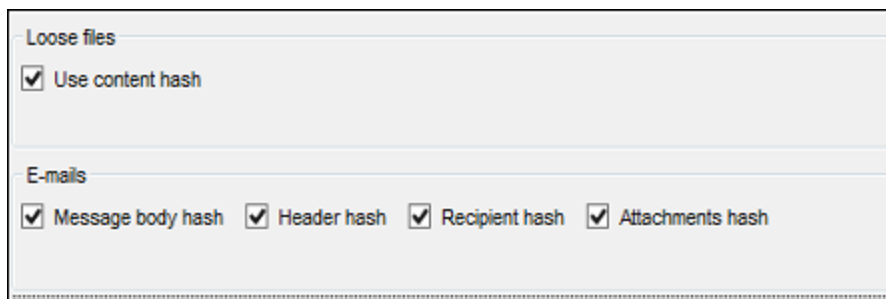 Loose files
Use content hash
E-mails
Message body hash Header hash Recipient hash Attachments hash